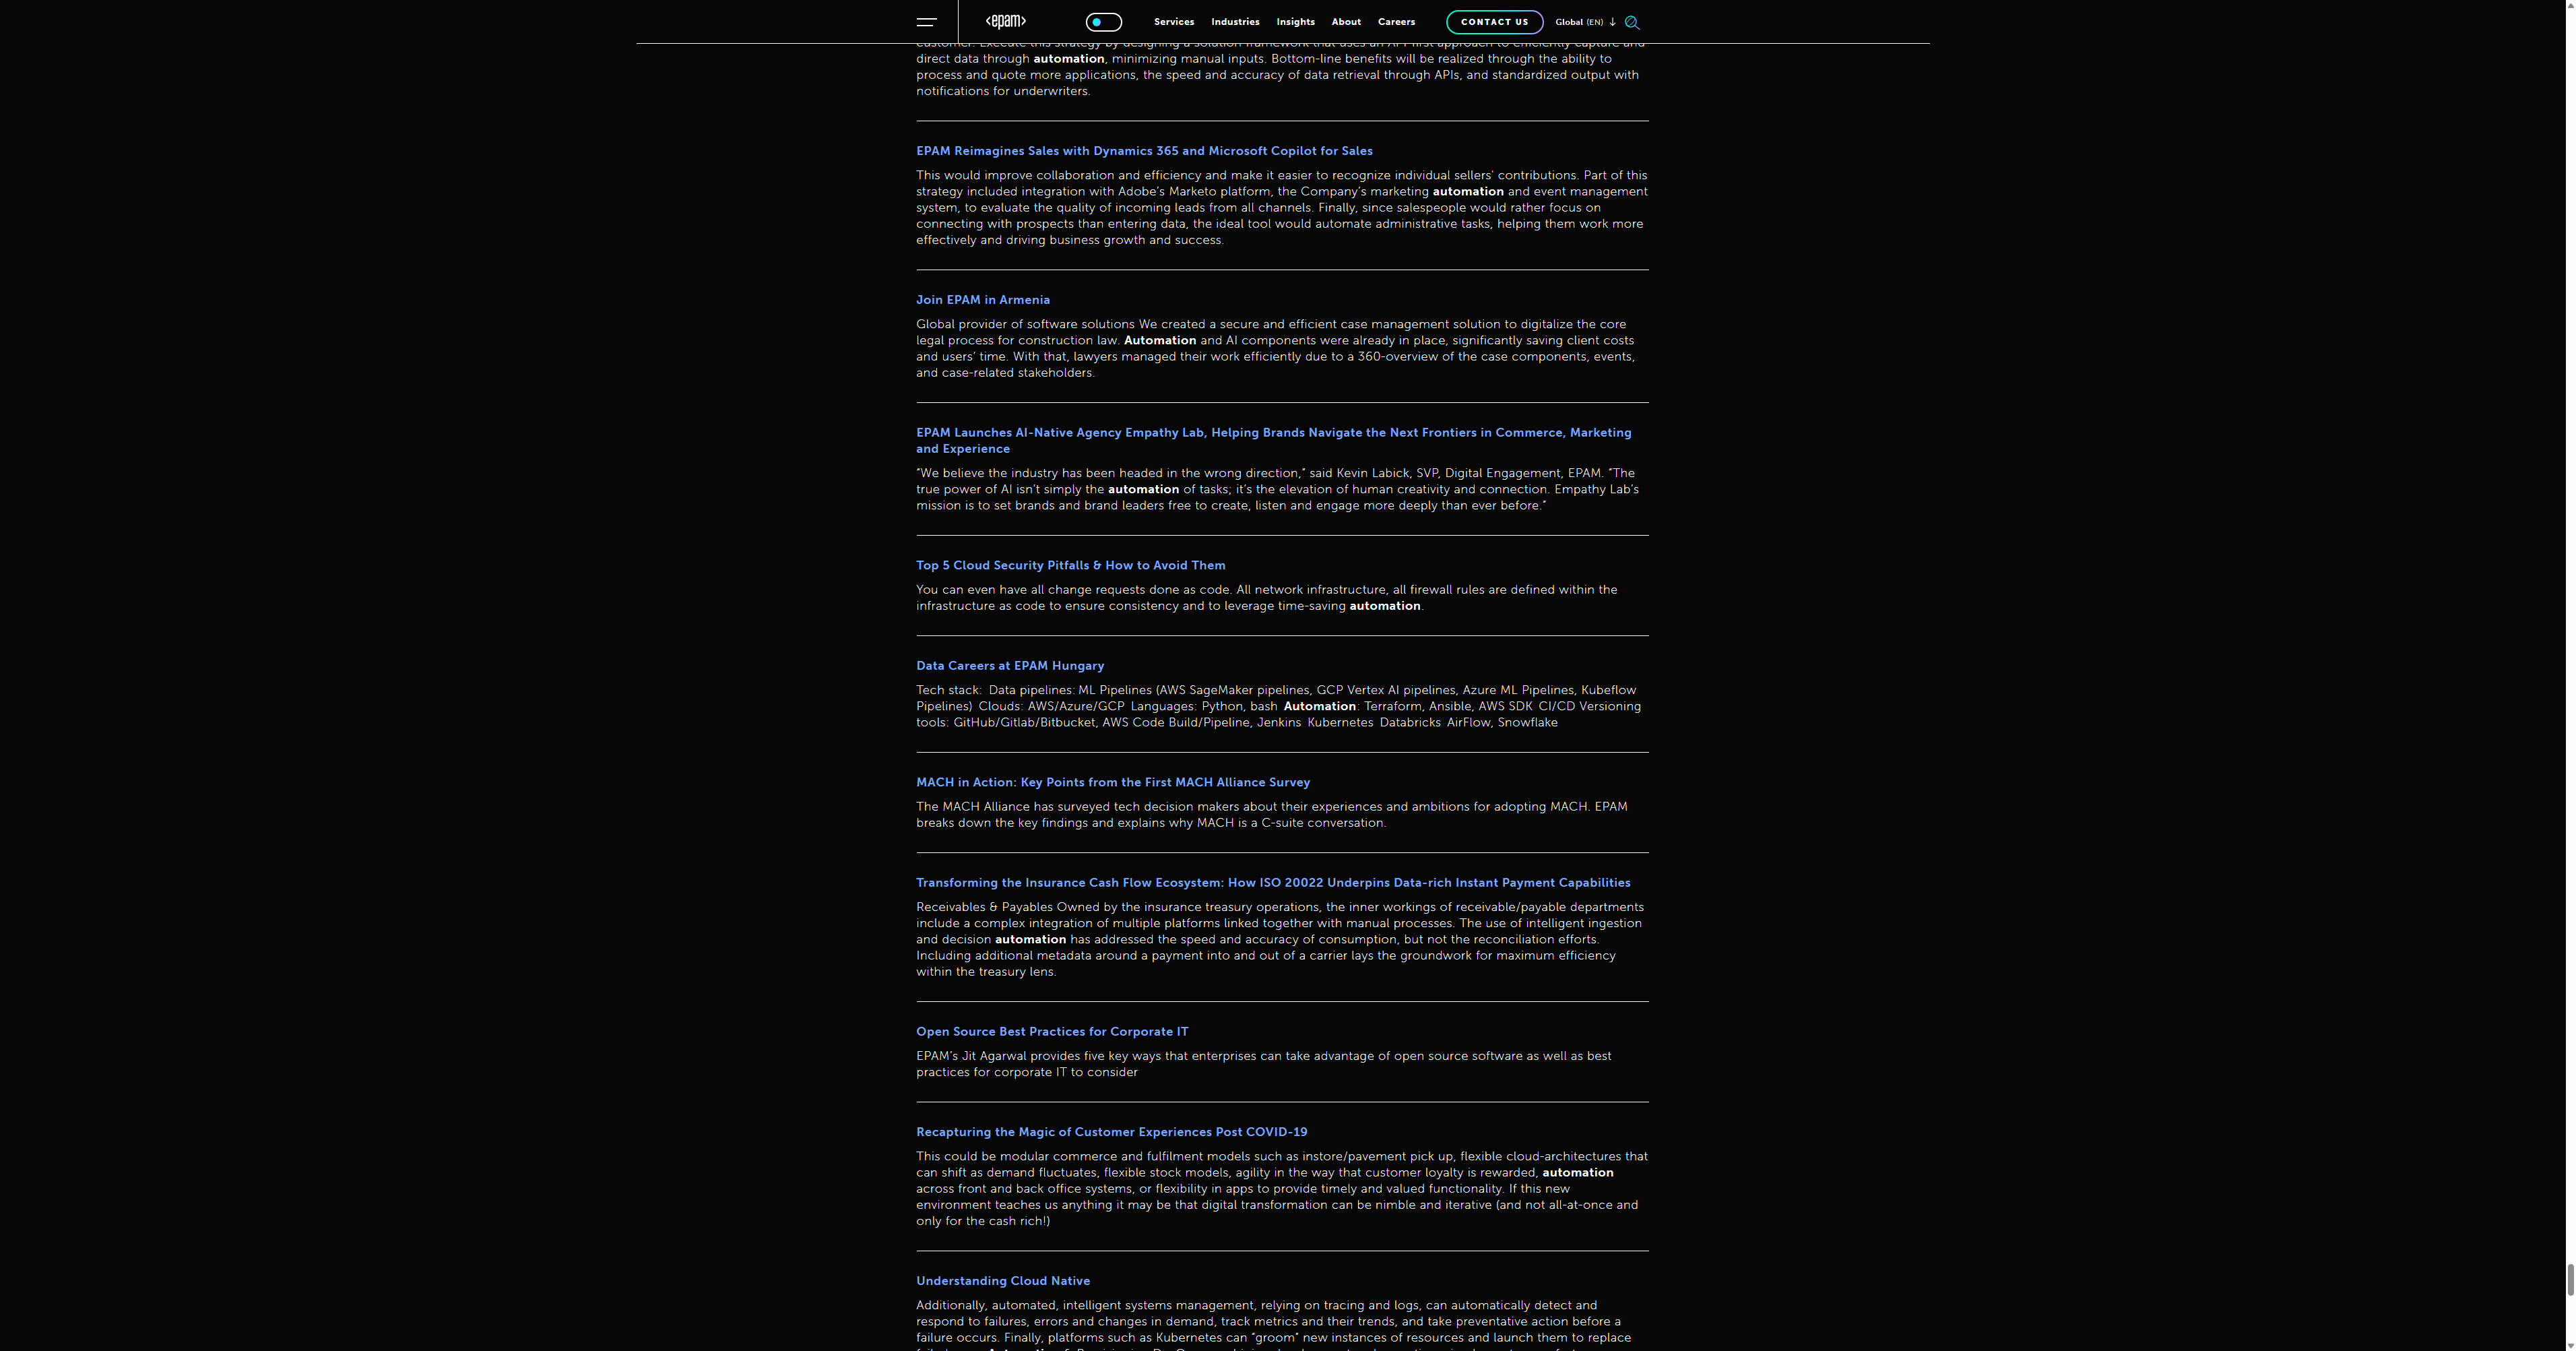 <epam>
Services Industries Insights About Careers CONTACT US Global (EN)
direct data through automation, minimizing manual inputs. Bottom-line benefits will be realized through the ability to
process and quote more applications, the speed and accuracy of data retrieval through APIs, and standardized output with
notifications for underwriters.
EPAM Reimagines Sales with Dynamics 365 and Microsoft Copilot for Sales
This would improve collaboration and efficiency and make it easier to recognize individual sellers' contributions. Part of this
strategy included integration with Adobe's Marketo platform, the Company's marketing automation and event management
system, to evaluate the quality of incoming leads from all channels. Finally, since salespeople would rather focus on
connecting with prospects than entering data, the ideal tool would automate administrative tasks, helping them work more
effectively and driving business growth and success.
Join EPAM in Armenia
Global provider of software solutions We created a secure and efficient case management solution to digitalize the core
legal process for construction law. Automation and AI components were already in place, significantly saving client costs
and users' time. With that, lawyers managed their work efficiently due to a 360-overview of the case components, events,
and case-related stakeholders.
EPAM Launches AI-Native Agency Empathy Lab, Helping Brands Navigate the Next Frontiers in Commerce, Marketing
and Experience
"We believe the industry has been headed in the wrong direction," said Kevin Labick, SVP, Digital Engagement, EPAM. "The
true power of AI isn't simply the automation of tasks; it's the elevation of human creativity and connection. Empathy Lab's
mission is to set brands and brand leaders free to create, listen and engage more deeply than ever before."
Top 5 Cloud Security Pitfalls & How to Avoid Them
You can even have all change requests done as code. All network infrastructure, all firewall rules are defined within the
infrastructure as code to ensure consistency and to leverage time-saving automation.
Data Careers at EPAM Hungary
Tech stack: Data pipelines: ML Pipelines (AWS SageMaker pipelines, GCP Vertex AI pipelines, Azure ML Pipelines, Kubeflow
Pipelines) Clouds: AWS/Azure/GCP Languages: Python, bash Automation: Terraform, Ansible, AWS SDK CI/CD Versioning
tools: GitHub/Gitlab/Bitbucket, AWS Code Build/Pipeline, Jenkins Kubernetes Databricks AirFlow, Snowflake
MACH in Action: Key Points from the First MACH Alliance Survey
The MACH Alliance has surveyed tech decision makers about their experiences and ambitions for adopting MACH. EPAM
breaks down the key findings and explains why MACH is a C-suite conversation.
Transforming the Insurance Cash Flow Ecosystem: How ISO 20022 Underpins Data-rich Instant Payment Capabilities
Receivables & Payables Owned by the insurance treasury operations, the inner workings of receivable/payable departments
include a complex integration of multiple platforms linked together with manual processes. The use of intelligent ingestion
and decision automation has addressed the speed and accuracy of consumption, but not the reconciliation efforts.
Including additional metadata around a payment into and out of a carrier lays the groundwork for maximum efficiency
within the treasury lens.
Open Source Best Practices for Corporate IT
EPAM's Jit Agarwal provides five key ways that enterprises can take advantage of open source software as well as best
practices for corporate IT to consider
Recapturing the Magic of Customer Experiences Post COVID-19
This could be modular commerce and fulfilment models such as instore/pavement pick up, flexible cloud-architectures that
can shift as demand fluctuates, flexible stock models, agility in the way that customer loyalty is rewarded, automation
across front and back office systems, or flexibility in apps to provide timely and valued functionality. If this new
environment teaches us anything it may be that digital transformation can be nimble and iterative (and not all-at-once and
only for the cash rich!)
Understanding Cloud Native
Additionally, automated, intelligent systems management, relying on tracing and logs, can automatically detect and
respond to failures, errors and changes in demand, track metrics and their trends, and take preventative action before a
failure occurs. Finally, platforms such as Kubernetes can "groom" new instances of resources and launch them to replace